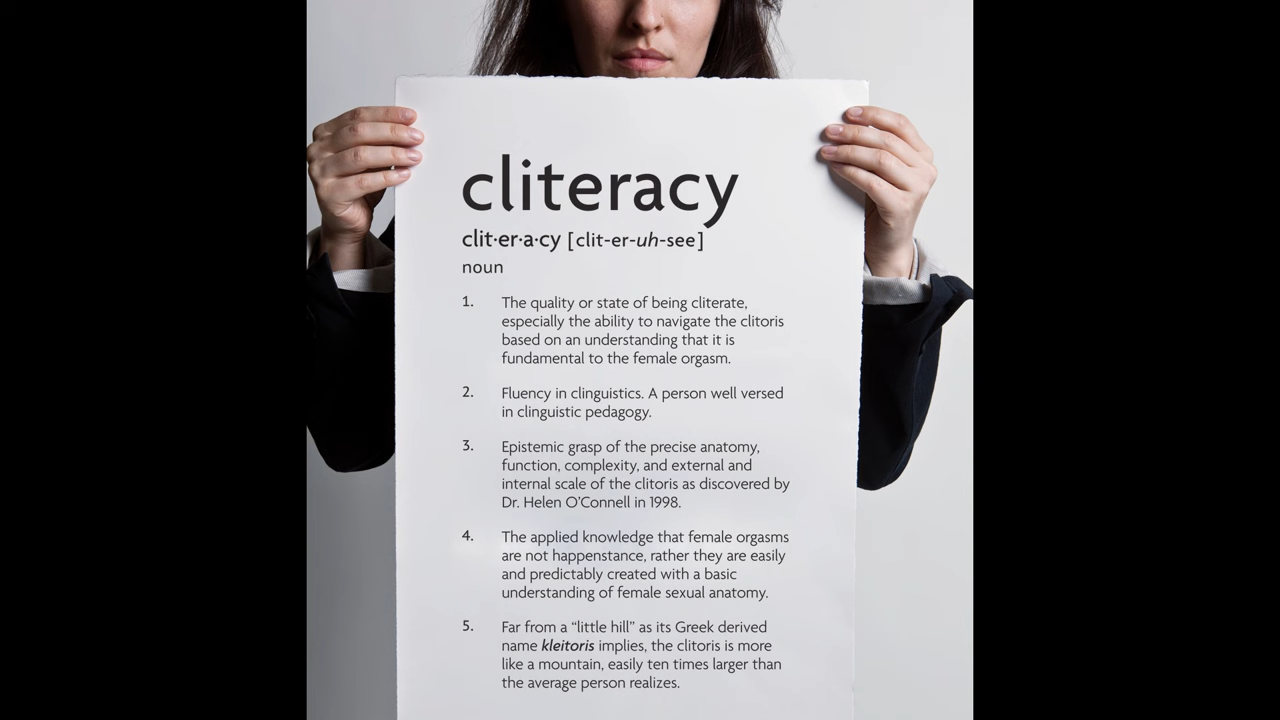 cliteracy
clit·er·a·cy [clit-er-uh-see]
noun
1. The quality or state of being cliterate,
especially the ability to navigate the clitoris
based on an understanding that it is
fundamental to the female orgasm.
2. Fluency in clinguistics. A person well versed
in clinguistic pedagogy.
3. Epistemic grasp of the precise anatomy,
function, complexity, and external and
internal scale of the clitoris as discovered by
Dr. Helen O’Connell in 1998.
4. The applied knowledge that female orgasms
are not happenstance, rather they are easily
and predictably created with a basic
understanding of female sexual anatomy.
5. Far from a “little hill” as its Greek derived
name kleitoris implies, the clitoris is more
like a mountain, easily ten times larger than
the average person realizes.